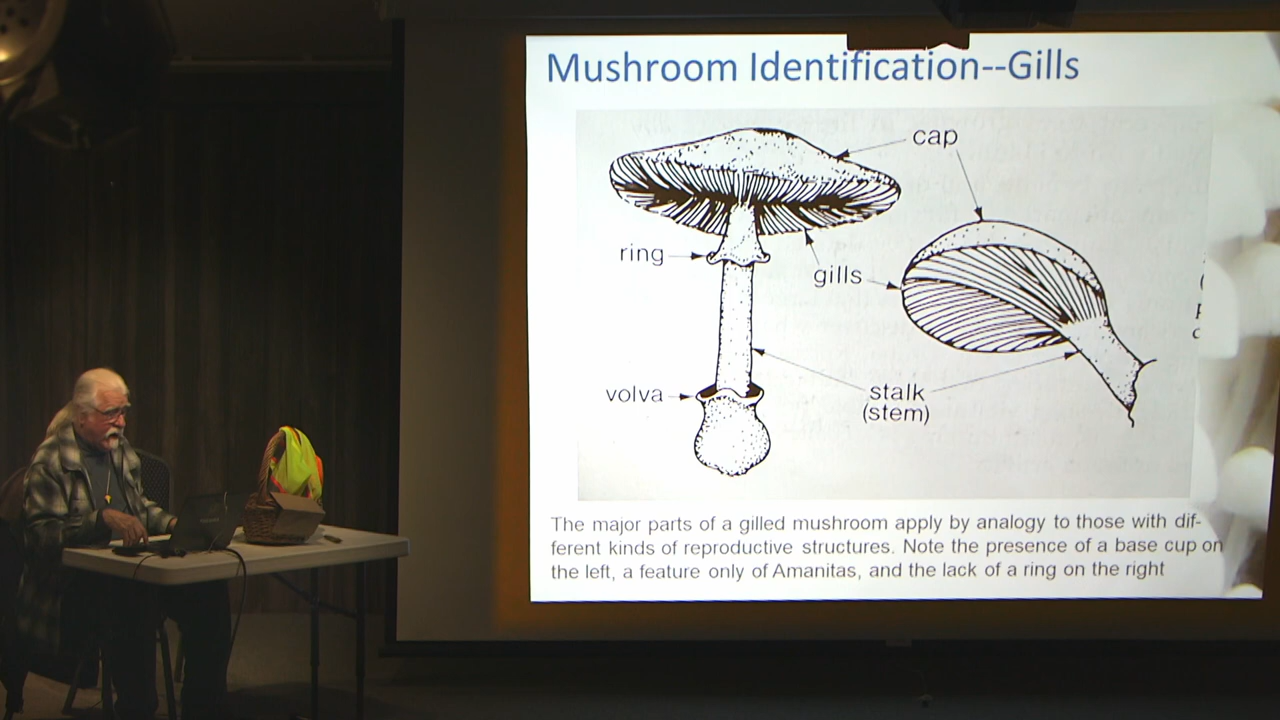 Mushroom Identification--Gills
cap
ring
gills
volva
stalk
(stem)
The major parts of a gilled mushroom apply by analogy to those with dif-
ferent kinds of reproductive structures. Note the presence of a base cup on
the left, a feature only of Amanitas, and the lack of a ring on the right